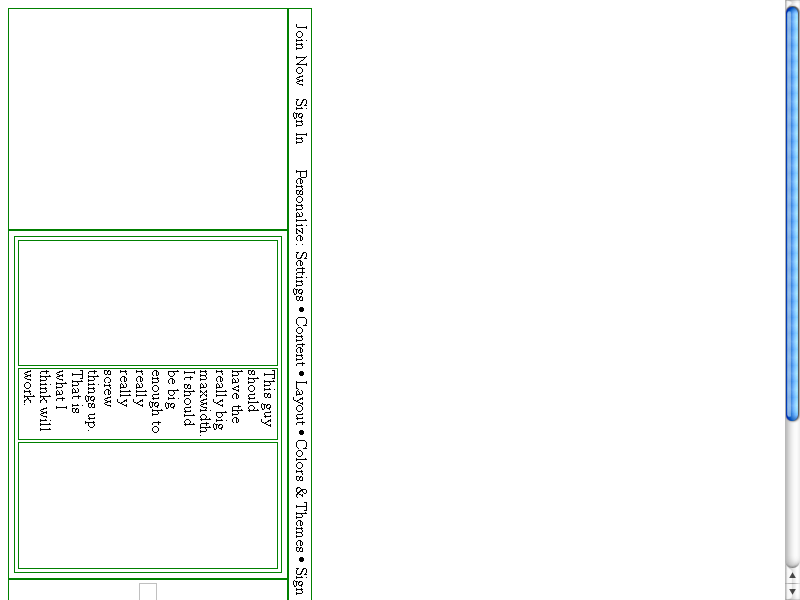 Join Now Sign In Personalize: Settings • Content • Layout • Colors & Themes • Sign
This guy
should
have the
really big
maxwidth.
It should
be big
enough to
really
really
screw
things up.
That is
what I
think will
work.